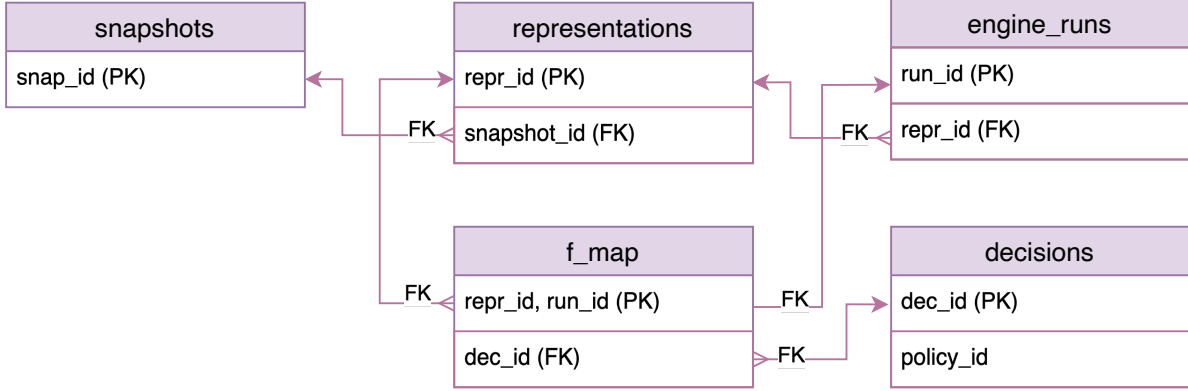 snapshots
snap_id (PK)
representations
repr_id (PK)
FK
snapshot_id (FK)
engine_runs
run_id (PK)
FK
repr_id (FK)
f_map
FK
repr_id, run_id (PK)
FK
dec_id (FK)
FK
decisions
dec_id (PK)
policy_id